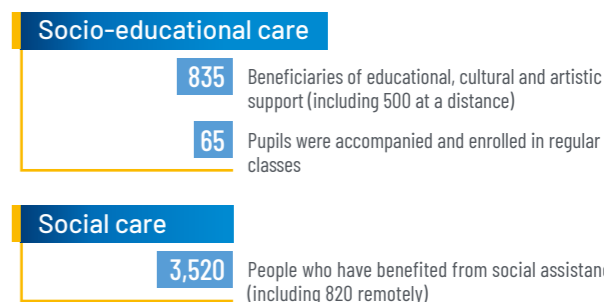 Socio-educational care
835
Beneficiaries of educational, cultural and artistic
support (including 500 at a distance)
65
Pupils were accompanied and enrolled in regular
classes
Social care
3,520
People who have benefited from social
(including 820 remotely)